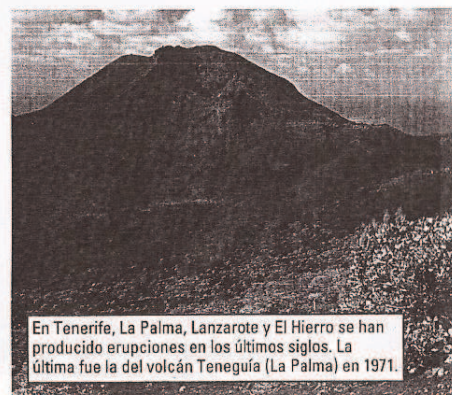 En Tenerife, La Palma, Lanzarote y El Hierro se han
producido erupciones en los últimos siglos. La
última fue la del volcán Teneguía (La Palma) en 1971.